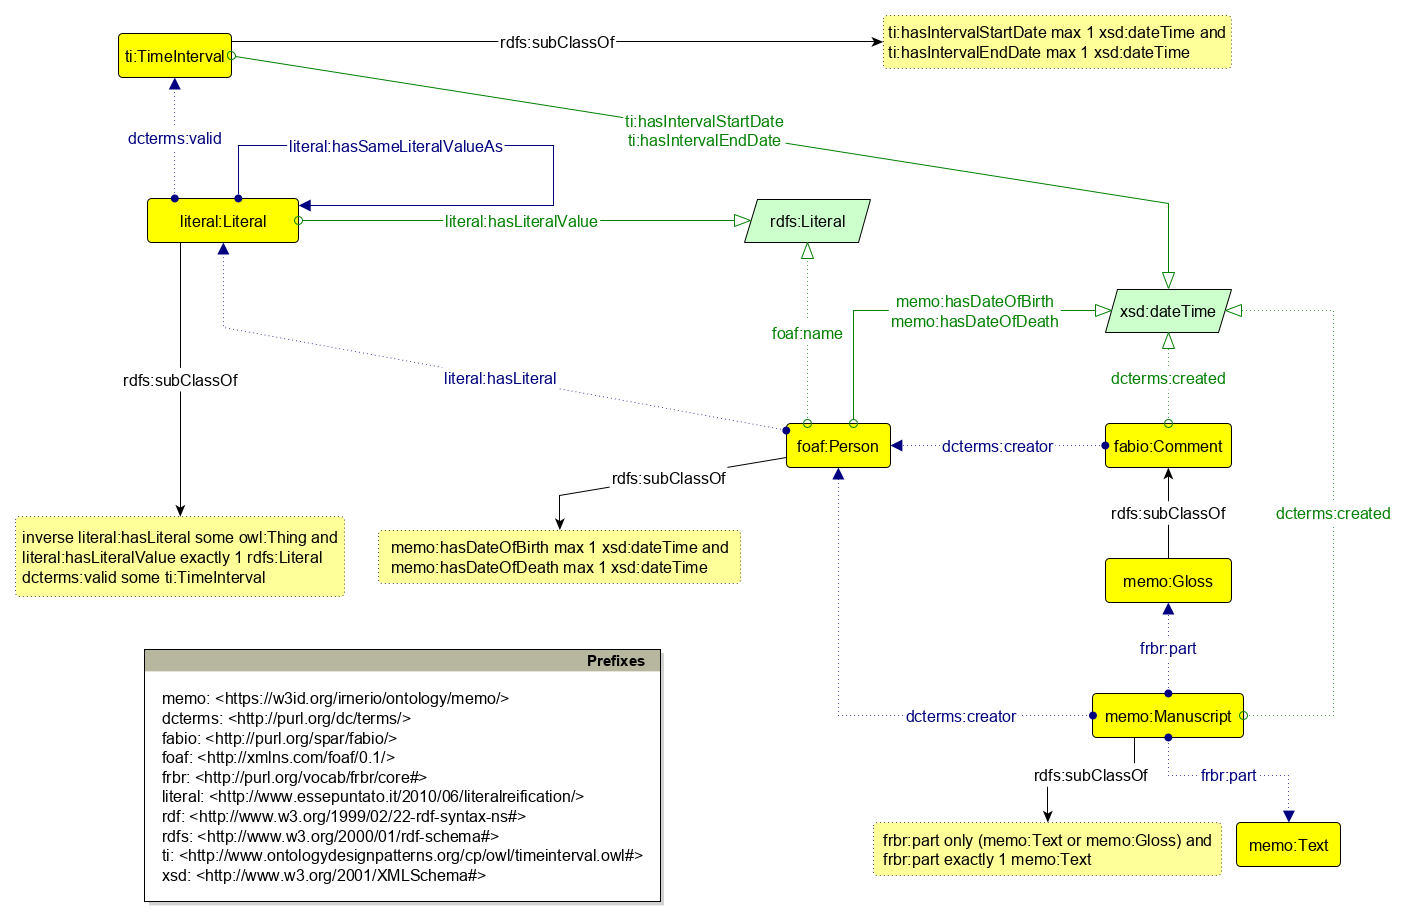 ti:TimeInterval
rdfs:subClassOf
ti:hasIntervalStartDate max 1 xsd:dateTime and
ti:hasIntervalEndDate max 1 xsd:dateTime
ti:hasIntervalStartDate
ti:hasIntervalEndDate
dcterms:valid
literal:hasSameLiteralValueAs
literal:Literal
literal:hasLiteralValue
rdfs:Literal
memo:hasDateOfBirth
memo:hasDateOfDeath
xsd:dateTime
foaf:name
rdfs:subClassOf
literal:hasLiteral
dcterms:created
foaf:Person
dcterms:creator
fabio:Comment
rdfs:subClassOf
rdfs:subClassOf
dcterms:created
inverse literal:hasLiteral some owl:Thing and
literal:hasLiteralValue exactly 1 rdfs:Literal
dcterms:valid some ti:TimeInterval
memo:hasDateOfBirth max 1 xsd:dateTime and
memo:hasDateOfDeath max 1 xsd:dateTime
memo:Gloss
frbr:part
dcterms:creator
memo:Manuscript
rdfs:subClassOf
frbr:part
frbr:part only (memo:Text or memo:Gloss) and
frbr:part exactly 1 memo:Text
memo:Text
Prefixes
memo: <https://w3id.org/irnerio/ontology/memo/>
dcterms: <http://purl.org/dc/terms/>
fabio: <http://purl.org/spar/fabio/>
foaf: <http://xmlns.com/foaf/0.1/>
frbr: <http://purl.org/vocab/frbr/core#>
literal: <http://www.essepuntato.it/2010/06/literalreification/>
rdf: <http://www.w3.org/1999/02/22-rdf-syntax-ns#>
rdfs: <http://www.w3.org/2000/01/rdf-schema#>
ti: <http://www.ontologydesignpatterns.org/cp/owl/timeinterval.owl#>
xsd: <http://www.w3.org/2001/XMLSchema#>